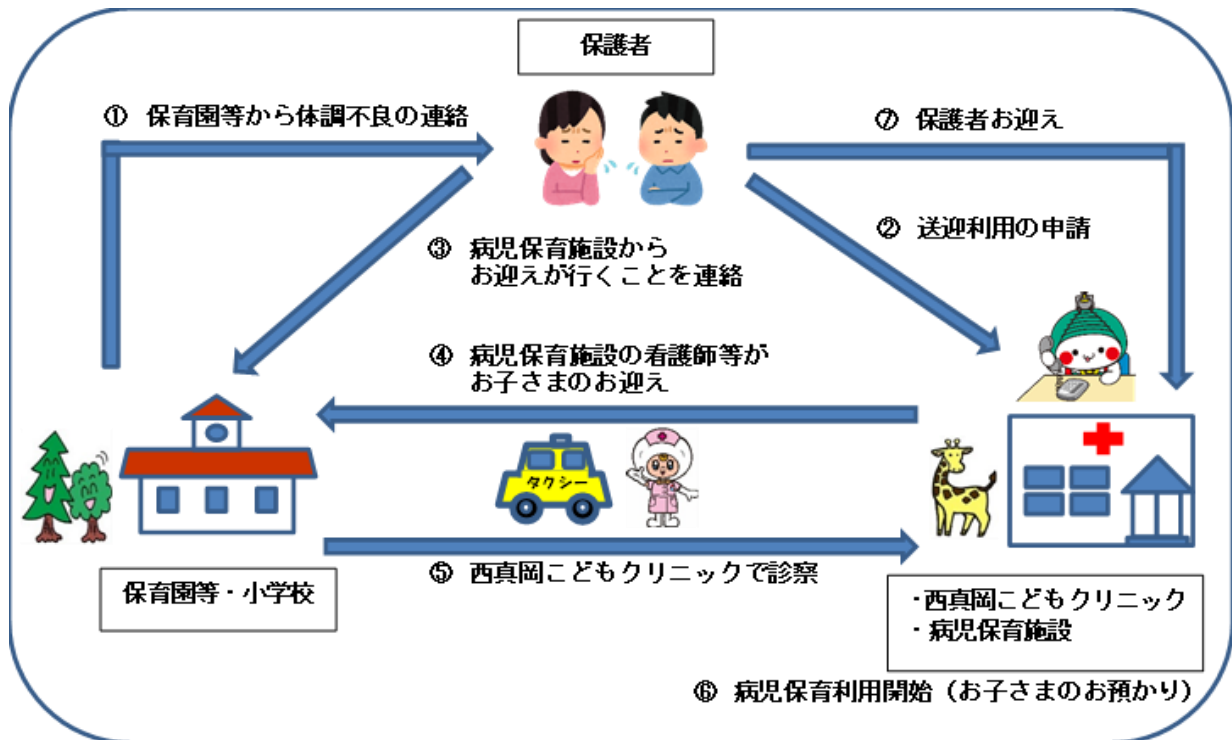 保護者
① 保育園等から体調不良の連絡
⑦ 保護者お迎え
② 送迎利用の申請
③ 病児保育施設から
お迎えが行くことを連絡
④ 病児保育施設の看護師等が
お子さまのお迎え
タクシー
⑤ 西真岡こどもクリニックで診察
保育園等・小学校
・西真岡こどもクリニック
・病児保育施設
⑥ 病児保育利用開始（お子さまのお預かり）